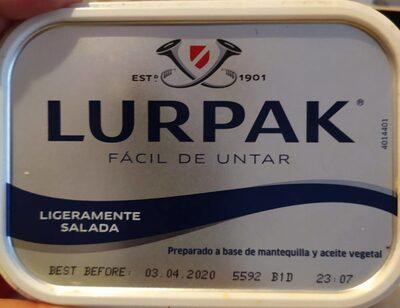 ESTD 1901
LURPAK®
FÁCIL DE UNTAR
LIGERAMENTE
SALADA
Preparado a base de mantequilla y aceite vegetal
BEST BEFORE: 03.04.2020 5592 B1D 23:07
4014401